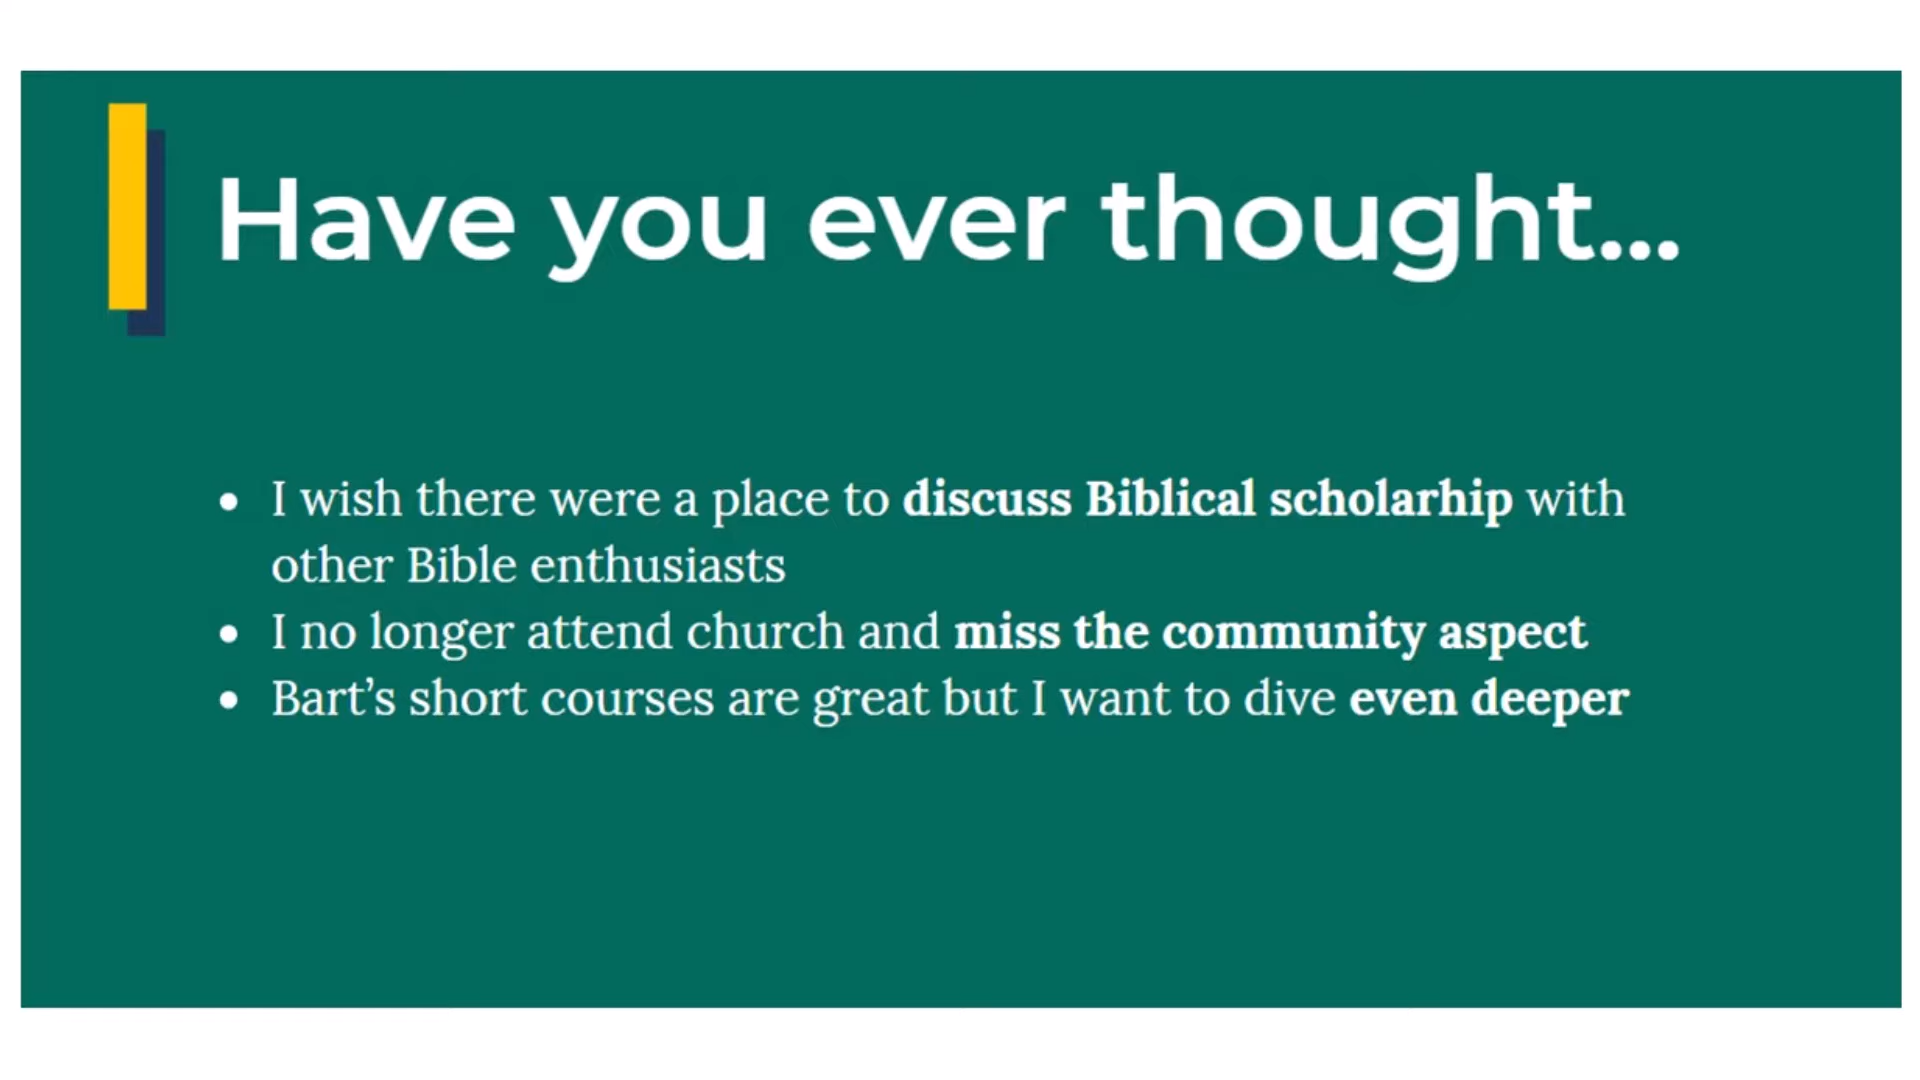 Have you ever thought...
• I wish there were a place to discuss Biblical scholarhip with
other Bible enthusiasts
• I no longer attend church and miss the community aspect
• Bart’s short courses are great but I want to dive even deeper